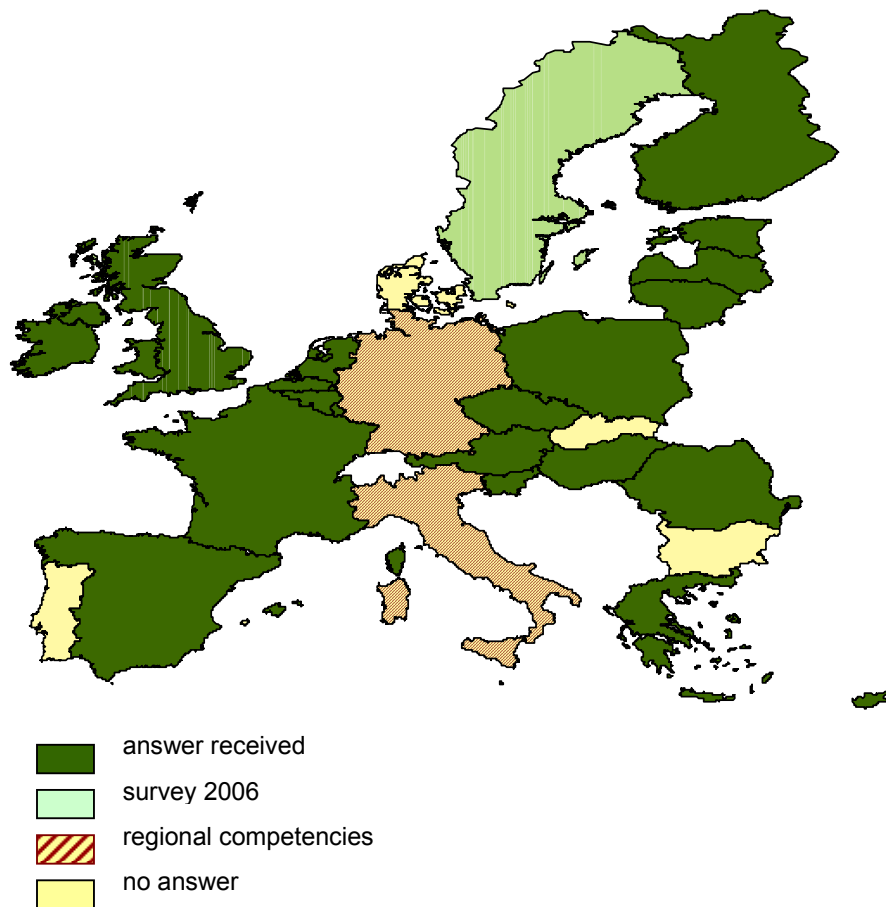 answer received
survey 2006
regional competencies
no answer